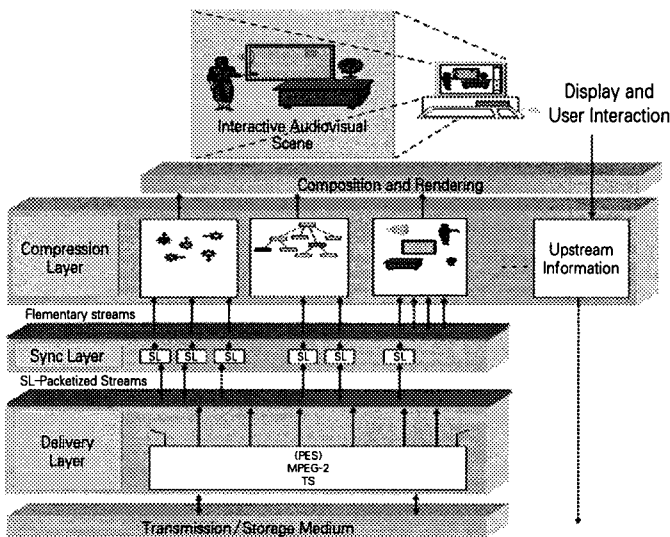 Display and
User Interaction
Interactive Audiovisual
Scene
Composition and Rendering
Compression
Layer
Upstream
Information
Elementary streams
Sync Layer
SL
SL
SL
SL
SL
SL
SL-Packetized Streams
Delivery
Layer
(PES)
MPEG-2
TS
Transmission/Storage Medium